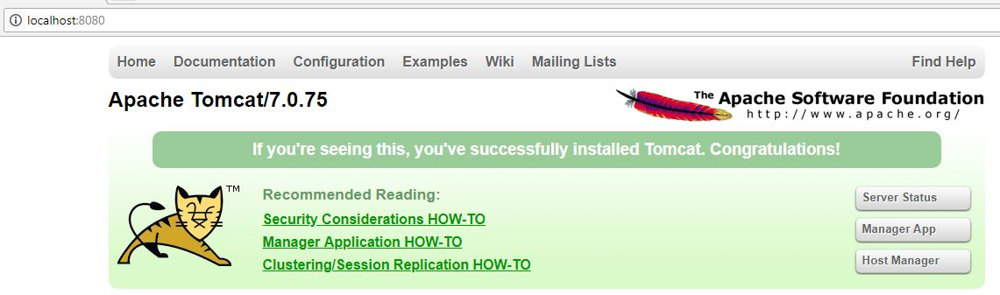 localhost:8080
Home Documentation Configuration Examples Wiki Mailing Lists Find Help
Apache Tomcat/7.0.75
The Apache Software Foundation
http://www.apache.org/
If you're seeing this, you've successfully installed Tomcat. Congratulations!
TM
Recommended Reading:
Security Considerations HOW-TO
Manager Application HOW-TO
Clustering/Session Replication HOW-TO
Server Status
Manager App
Host Manager